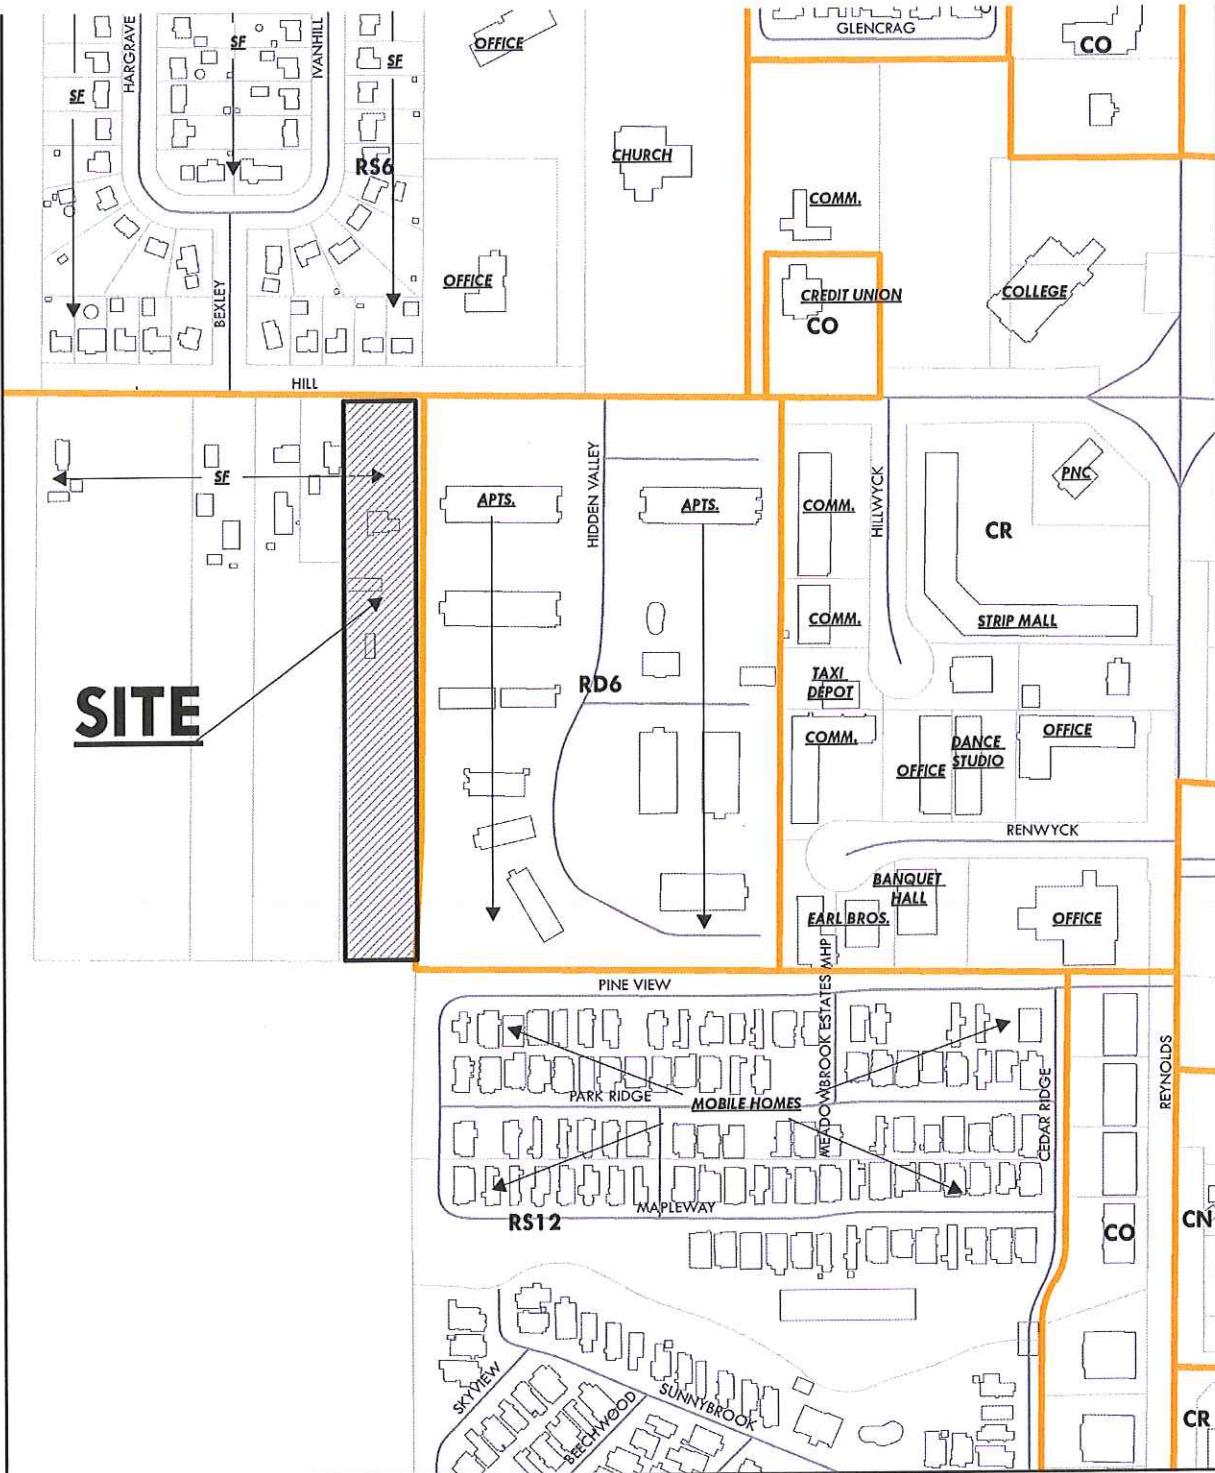 GLENCRAG
HARGRAVE
SF
IVANHILL
OFFICE
CO
SF
SF
CHURCH
RS6
COMM.
OFFICE
BEXLEY
CREDIT UNION
CO
COLLEGE
HILL
SF
APTS.
HIDDEN VALLEY
APTS.
COMM.
HILLWYCK
PNC
CR
COMM.
STRIP MALL
SITE
RD6
TAXI
DEPOT
COMM.
OFFICE
DANCE
STUDIO
OFFICE
RENWYCK
BANQUET
HALL
EARL BROS.
OFFICE
PINE VIEW
MEADOWBROOK ESTATES MHP
PARK RIDGE
MOBILE HOMES
CEDAR RIDGE
REYNOLDS
MAPLEWAY
RS12
CO
CN
SKYVIEW
BEECHWOOD
SUNNYBROOK
CR